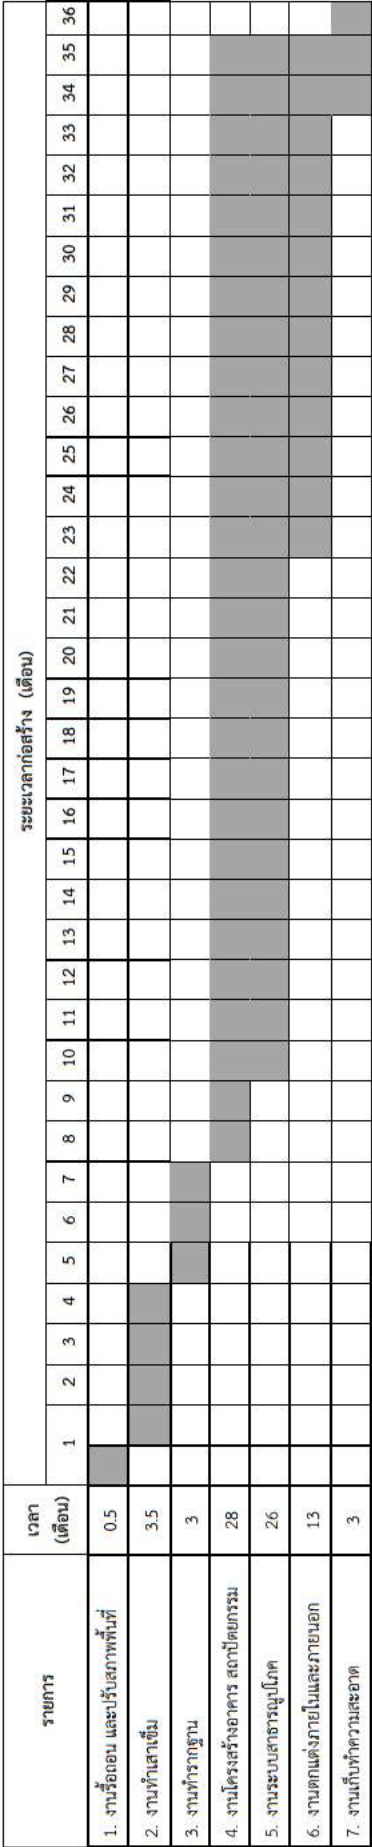 รายการ
เวลา
(เดือน)
ระยะเวลาก่อสร้าง (เดือน)
1 2 3 4 5 6 7 8 9 10 11 12 13 14 15 16 17 18 19 20 21 22 23 24 25 26 27 28 29 30 31 32 33 34 35 36
1. งานรื้อถอน และปรับสภาพพื้นที่ 0.5
2. งานทำเสาเข็ม 3.5
3. งานทำรากฐาน 3
4. งานโครงสร้างอาคาร สถาปัตยกรรม 28
5. งานระบบสาธารณูปโภค 26
6. งานตกแต่งภายในและภายนอก 13
7. งานเก็บทำความสะอาด 3